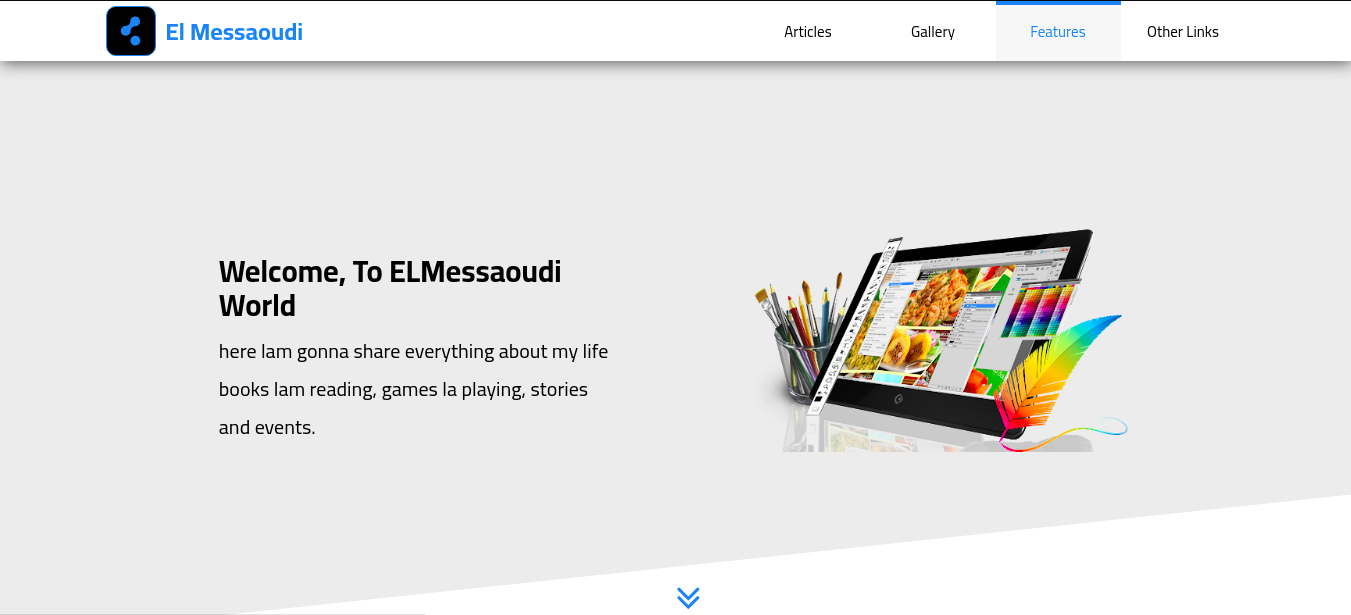 El Messaoudi
Articles
Gallery
Features
Other Links
Welcome, To ELMessaoudi
World
here lam gonna share everything about my life
books lam reading, games la playing, stories
and events.